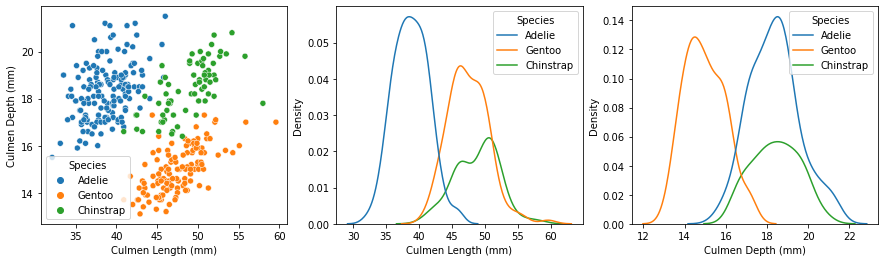 20
18
16
14
Culmen Depth (mm)
Species
Adelie
Gentoo
Chinstrap
35 40 45 50 55 60
Culmen Length (mm)
0.06
0.05
0.04
0.03
0.02
0.01
0.00
Density
Species
Adelie
Gentoo
Chinstrap
30 35 40 45 50 55 60
Culmen Length (mm)
0.14
0.12
0.10
0.08
0.06
0.04
0.02
0.00
Density
Species
Adelie
Gentoo
Chinstrap
12 14 16 18 20 22
Culmen Depth (mm)